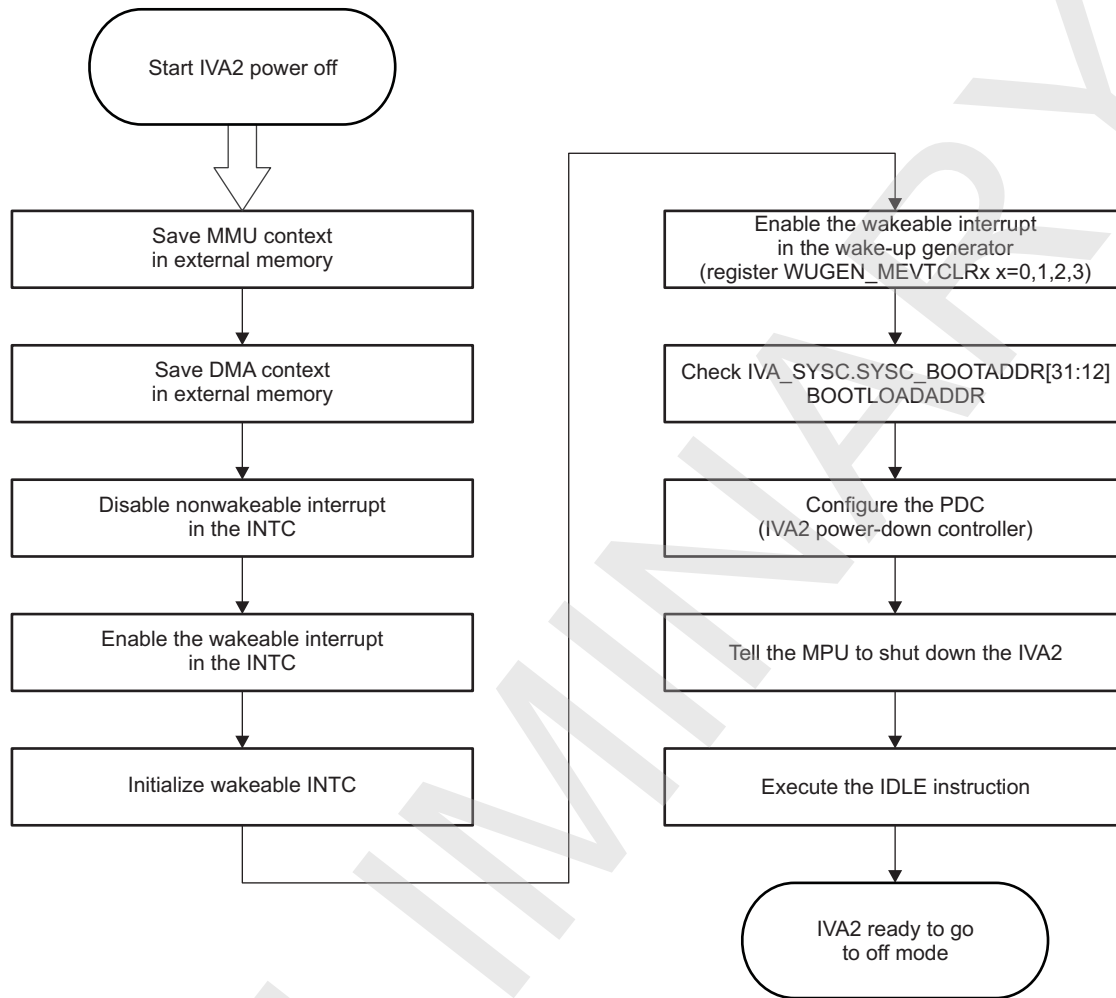 Start IVA2 power off
Save MMU context
in external memory
Save DMA context
in external memory
Disable nonwakeable interrupt
in the INTC
Enable the wakeable interrupt
in the INTC
Initialize wakeable INTC
Enable the wakeable interrupt
in the wake-up generator
(register WUGEN_MEVTCLRx x=0,1,2,3)
Check IVA_SYSC.SYSC_BOOTADDR[31:12]
BOOTLOADADDR
Configure the PDC
(IVA2 power-down controller)
Tell the MPU to shut down the IVA2
Execute the IDLE instruction
IVA2 ready to go
to off mode
IMINARY